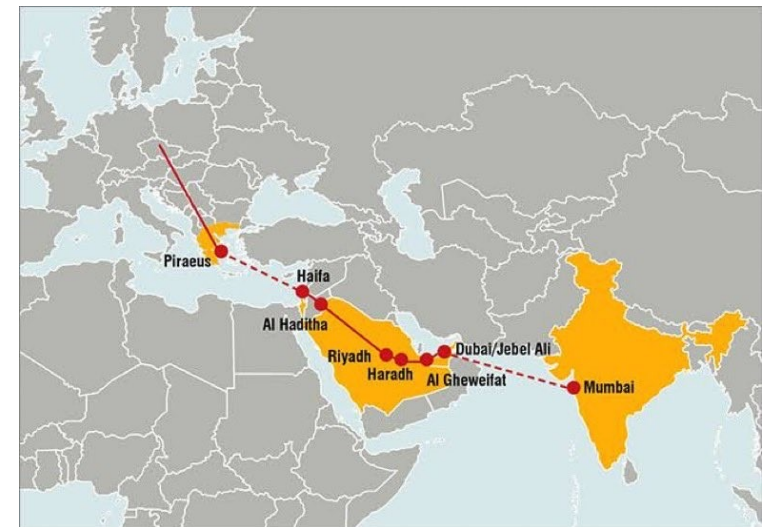 Piraeus
Haifa
Al Haditha
Riyadh
Haradh
Al Gheweifat
Dubai/Jebel Ali
Mumbai